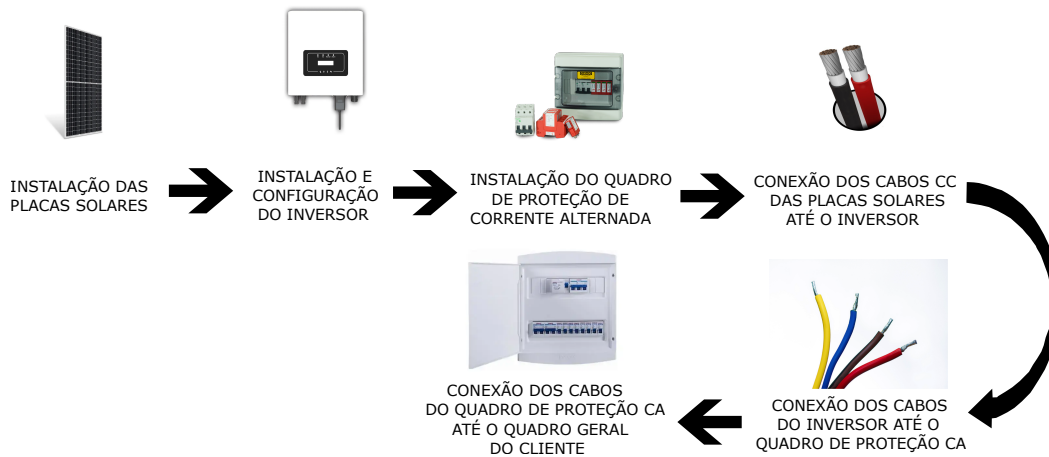 INSTALAÇÃO DAS
PLACAS SOLARES
INSTALAÇÃO E
CONFIGURAÇÃO
DO INVERSOR
INSTALAÇÃO DO QUADRO
DE PROTEÇÃO DE
CORRENTE ALTERNADA
CONEXÃO DOS CABOS CC
DAS PLACAS SOLARES
ATÉ O INVERSOR
CONEXÃO DOS CABOS
DO INVERSOR ATÉ O
QUADRO DE PROTEÇÃO CA
CONEXÃO DOS CABOS
DO QUADRO DE PROTEÇÃO CA
ATÉ O QUADRO GERAL
DO CLIENTE